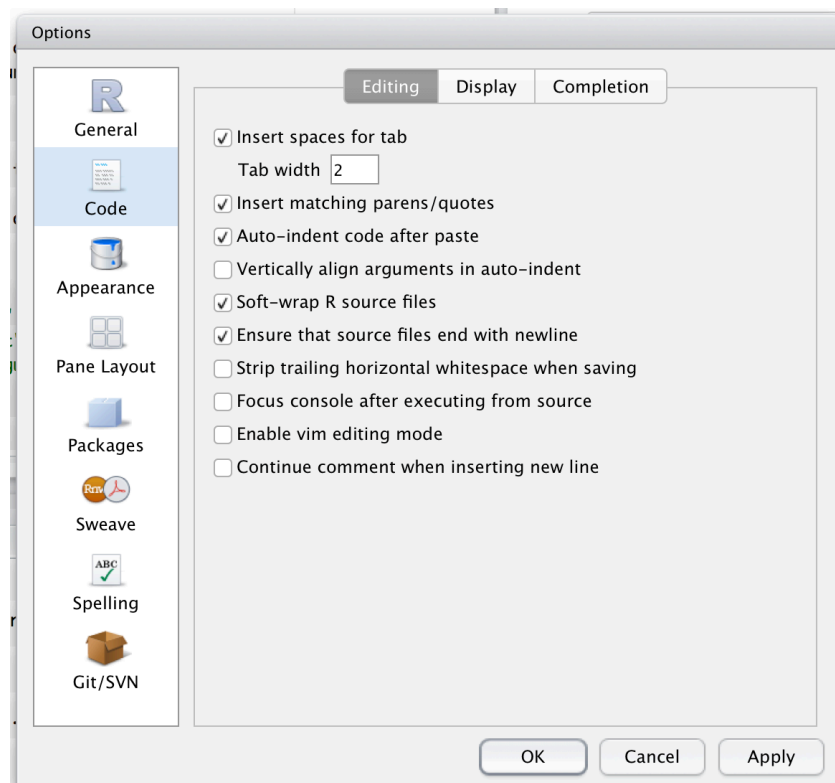 Options
R
General
Code
Appearance
Pane Layout
Packages
Rnw
Sweave
ABC
Spelling
Git/SVN
Editing Display Completion
Insert spaces for tab
Tab width 2
Insert matching parens/quotes
Auto-indent code after paste
Vertically align arguments in auto-indent
Soft-wrap R source files
Ensure that source files end with newline
Strip trailing horizontal whitespace when saving
Focus console after executing from source
Enable vim editing mode
Continue comment when inserting new line
OK Cancel Apply